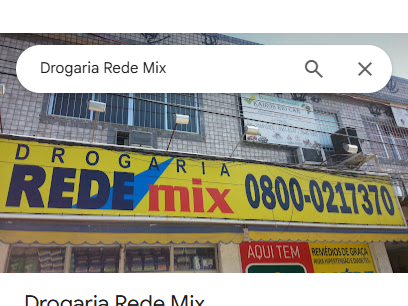 Drogaria Rede Mix
DROGARIA
REDE mix 0800-0217370
AQUI TEM
REMÉDIOS DE GRAÇA
PARA HIPERTENSÃO E DIABETES
Drogaria Rede Mix